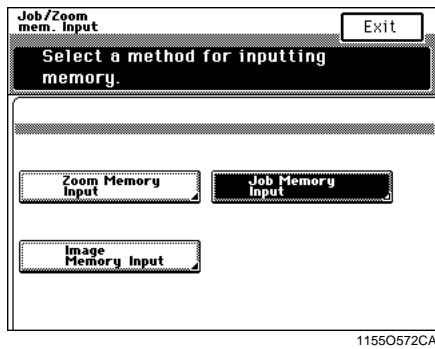 Job/Zoom
mem. Input
Exit
Select a method for inputting
memory.
Zoom Memory
Input
Job Memory
Input
Image
Memory Input
1155O572CA